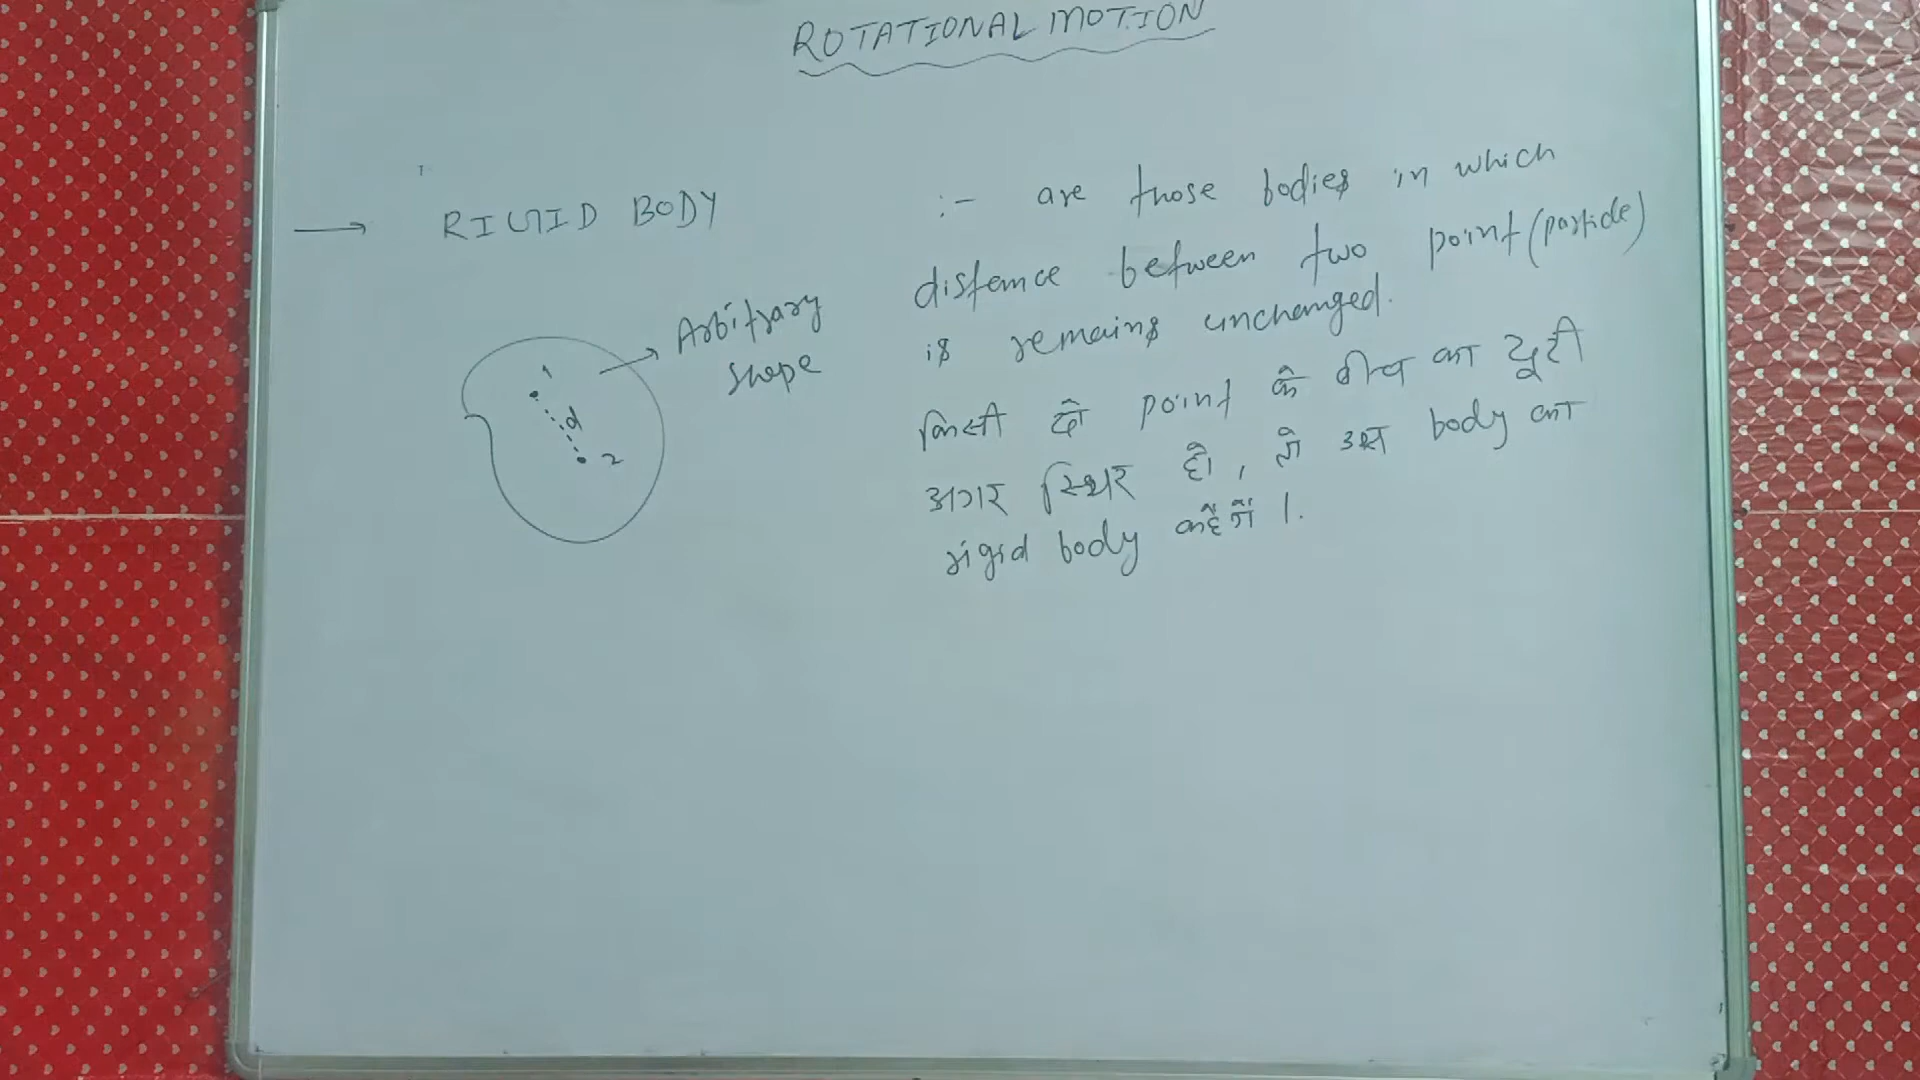 ROTATIONAL MOTION
→ RIGID BODY :- are those bodies in which
distance between two point (particle)
is remains unchanged.
Arbitrary
shape
1
d
2
किसी दो point के बीच का दूरी
अगर स्थिर हो, तो उस body का
rigid body कहेगें ।.